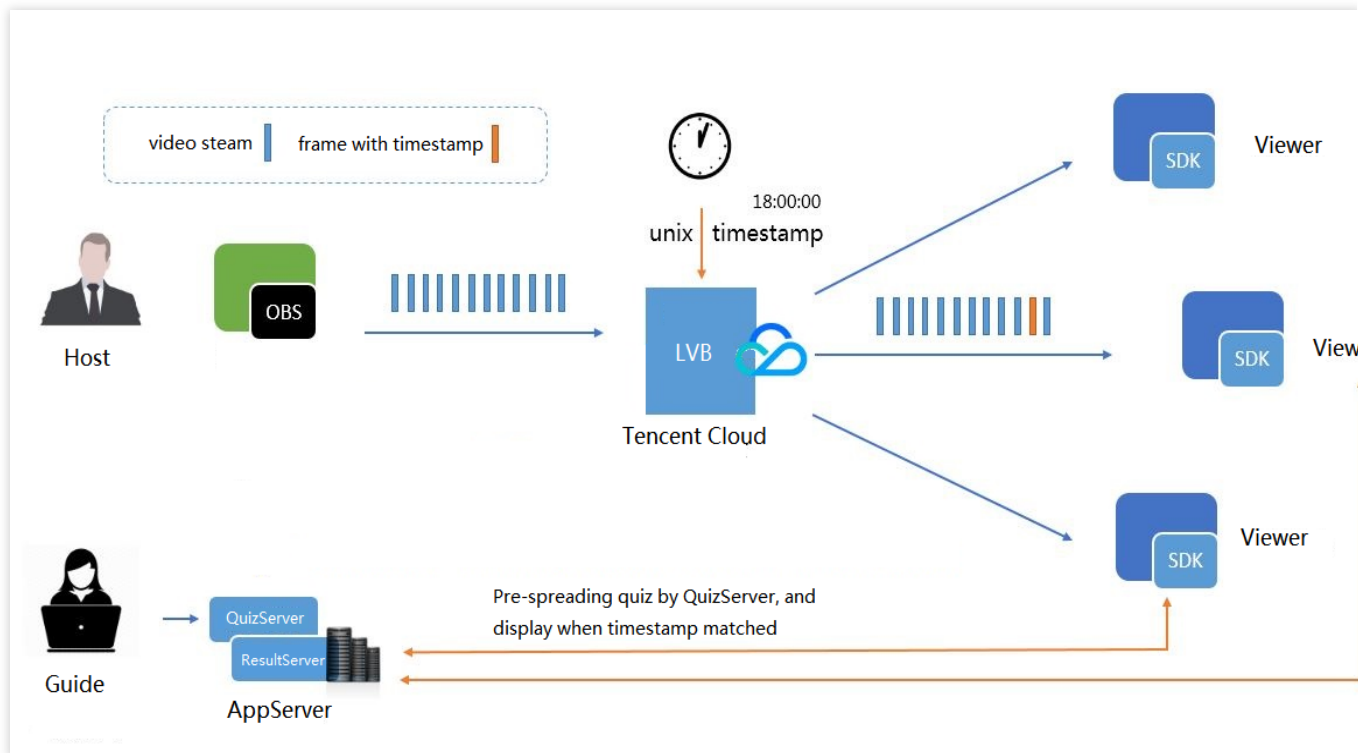 video steam
frame with timestamp
18:00:00
unix timestamp
SDK
Viewer
Host
OBS
LVB
Tencent Cloud
SDK
View
SDK
Viewer
Guide
QuizServer
ResultServer
AppServer
Pre-spreading quiz by QuizServer, and
display when timestamp matched